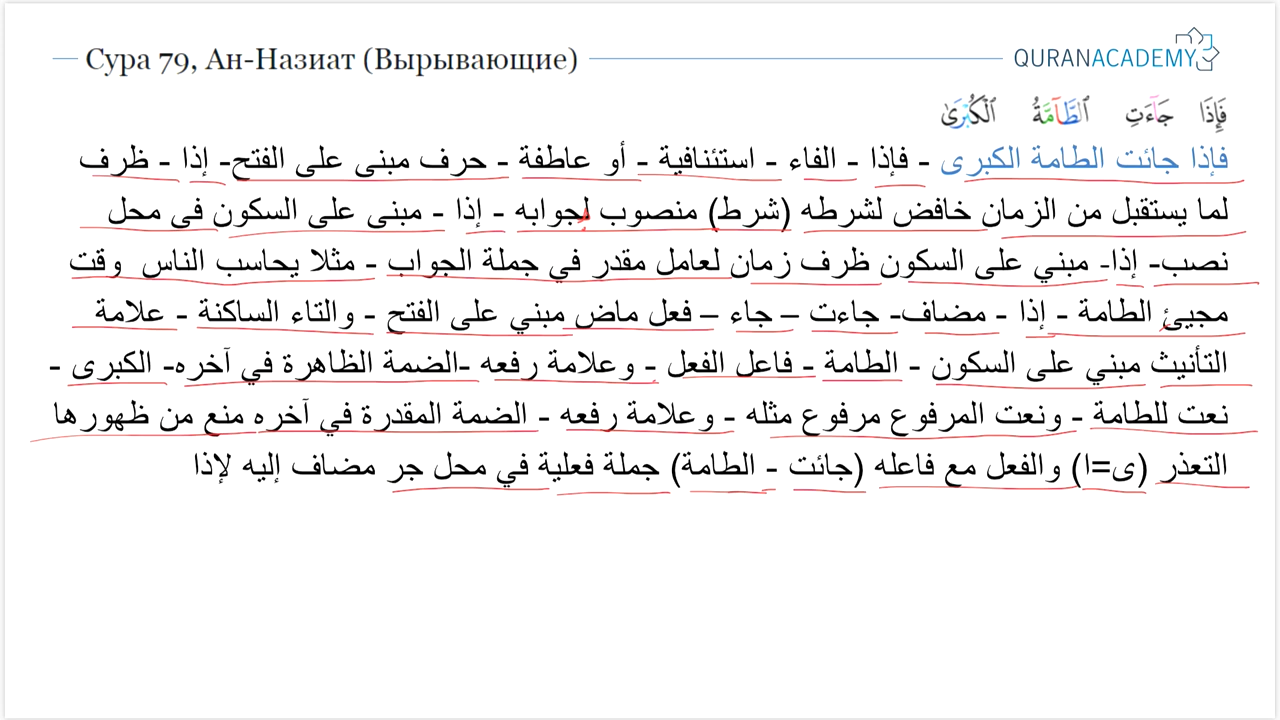 Сура 79, Ан-Назиат (Вырывающие)
QURANACADEMY
فَإِذَا جَآءَتِ ٱلطَّآمَّةُ ٱلْكُبْرَىٰ
فإذا جائت الطامة الكبرى - فإذا - الفاء - استئنافية - أو عاطفة - حرف مبنى على الفتح- إذا - ظرف
لما يستقبل من الزمان خافض لشرطه (شرط) منصوب لجوابه - إذا - مبنى على السكون فى محل
نصب- إذا- مبني على السكون ظرف زمان لعامل مقدر في جملة الجواب - مثلا يحاسب الناس وقت
مجيئ الطامة - إذا - مضاف- جاءت – جاء – فعل ماض مبني على الفتح - والتاء الساكنة - علامة
التأنيث مبني على السكون - الطامة - فاعل الفعل - وعلامة رفعه -الضمة الظاهرة في آخره- الكبرى -
نعت للطامة - ونعت المرفوع مرفوع مثله - وعلامة رفعه - الضمة المقدرة في آخره منع من ظهورها
التعذر (ى=ا) والفعل مع فاعله (جائت - الطامة) جملة فعلية في محل جر مضاف إليه لإذا